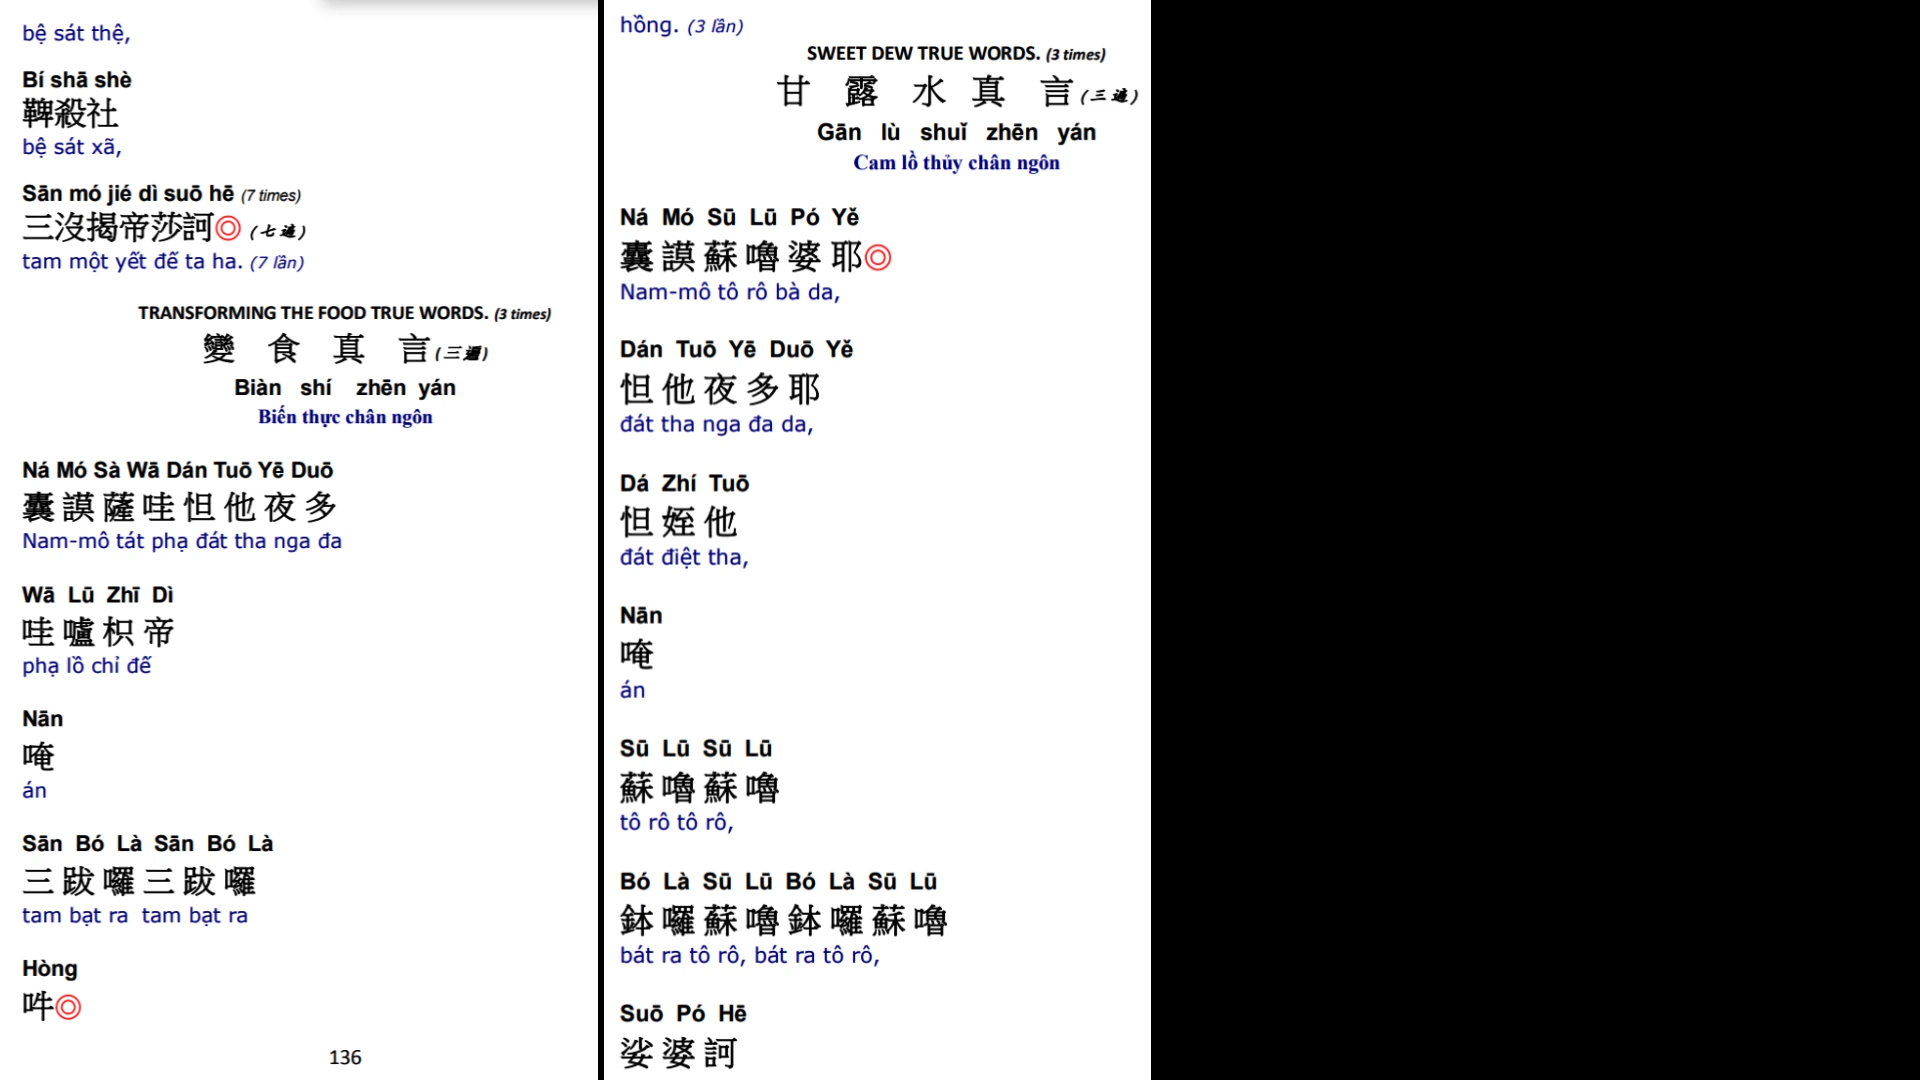 bệ sát thệ,
Bí shā shè
鞞殺社
bệ sát xã,
Sān mó jié dì suō hē (7 times)
三沒揭帝莎訶◎ (七遍)
tam một yết đế ta ha. (7 lần)
TRANSFORMING THE FOOD TRUE WORDS. (3 times)
變 食 真 言 (三遍)
Biàn shí zhēn yán
Biến thực chân ngôn
Ná Mó Sà Wā Dán Tuō Yē Duō
囊謨薩哇怛他夜多
Nam-mô tát phạ đát tha nga đa
Wā Lū Zhī Dì
哇嚧枳帝
phạ lồ chỉ đế
Nān
唵
án
Sān Bó Là Sān Bó Là
三跋囉三跋囉
tam bạt ra tam bạt ra
Hòng
吽◎
136
hồng. (3 lần)
SWEET DEW TRUE WORDS. (3 times)
甘 露 水 真 言 (三遍)
Gān lù shuǐ zhēn yán
Cam lồ thủy chân ngôn
Ná Mó Sū Lū Pó Yě
囊謨蘇嚕婆耶◎
Nam-mô tô rô bà da,
Dán Tuō Yē Duō Yě
怛他夜多耶
đát tha nga đa da,
Dá Zhí Tuō
怛姪他
đát điệt tha,
Nān
唵
án
Sū Lū Sū Lū
蘇嚕蘇嚕
tô rô tô rô,
Bó Là Sū Lū Bó Là Sū Lū
鉢囉蘇嚕鉢囉蘇嚕
bát ra tô rô, bát ra tô rô,
Suō Pó Hē
娑婆訶